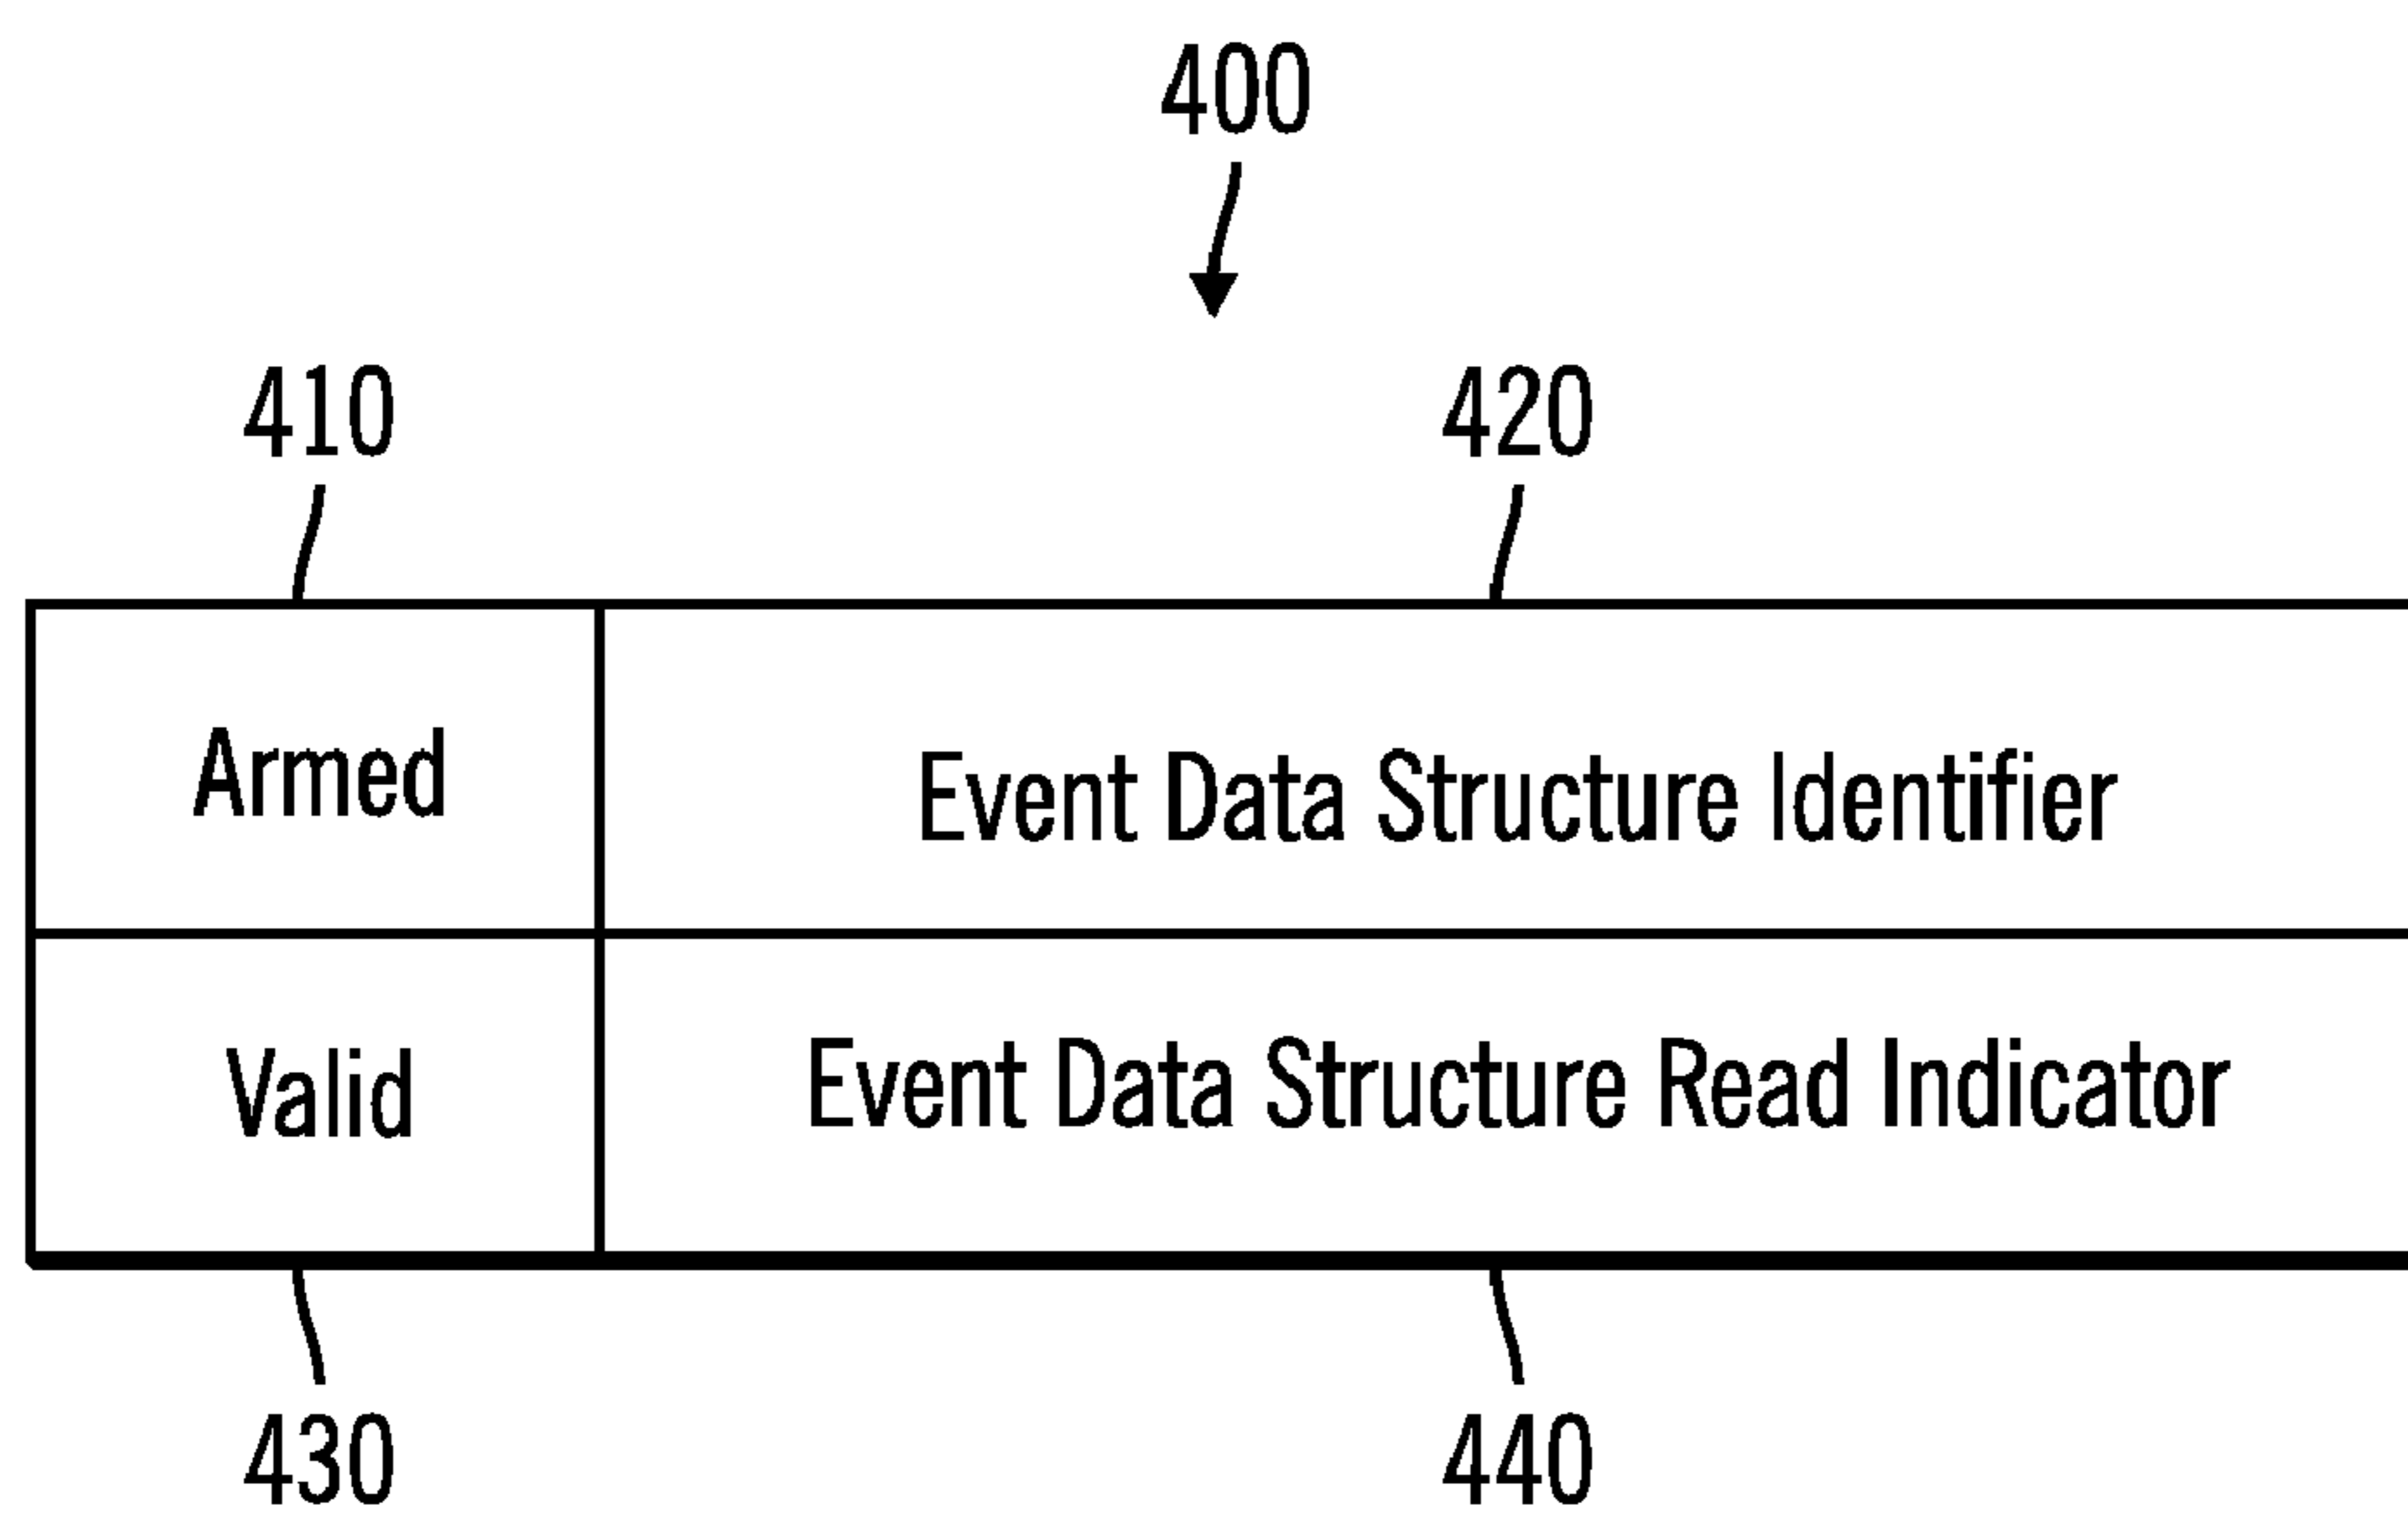 400
410
420
Armed
Event Data Structure Identifier
Valid
Event Data Structure Read Indicator
430
440